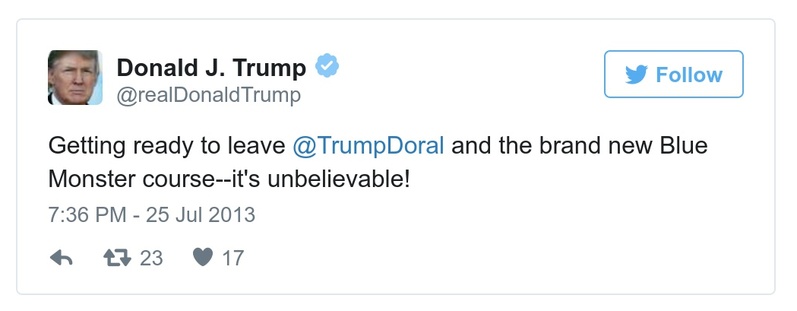 Donald J. Trump
@realDonaldTrump
Follow
Getting ready to leave @TrumpDoral and the brand new Blue
Monster course--it's unbelievable!
7:36 PM - 25 Jul 2013
23 17